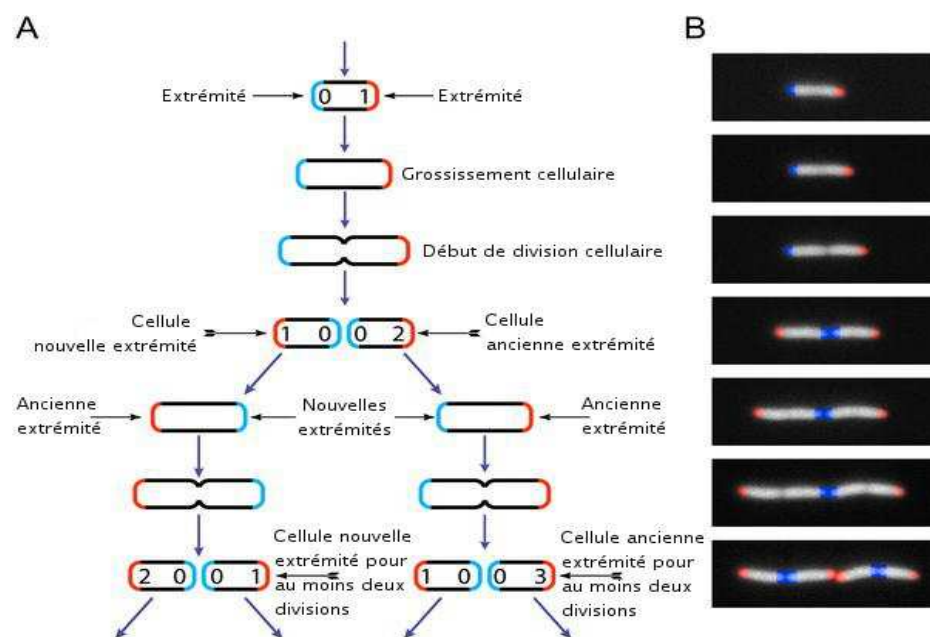 A
B
0 1
Extrémité
Extrémité
Grossissement cellulaire
Début de division cellulaire
Cellule
nouvelle extrémité
1 0 0 2
Cellule
ancienne extrémité
Ancienne
extrémité
Nouvelles
extrémités
Ancienne
extrémité
2 0 0 1
Cellule nouvelle
extrémité pour
au moins deux
divisions
1 0 0 3
Cellule ancienne
extrémité pour
au moins deux
divisions